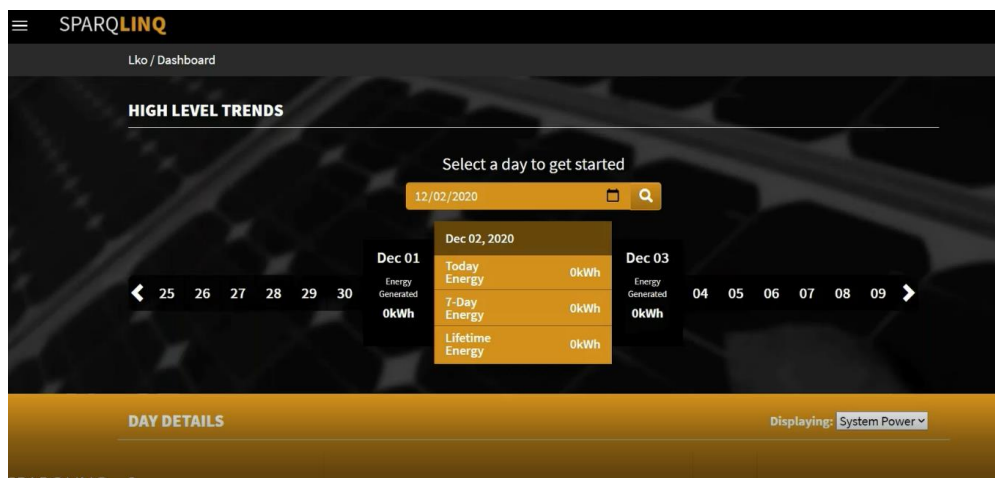 SPARQLINQ
Lko / Dashboard
HIGH LEVEL TRENDS
Select a day to get started
12/02/2020
25 26 27 28 29 30
Dec 01
Energy
Generated
0kWh
Dec 02, 2020
Today
Energy
0kWh
7-Day
Energy
0kWh
Lifetime
Energy
0kWh
Dec 03
Energy
Generated
0kWh
04 05 06 07 08 09
DAY DETAILS
Displaying: System Power